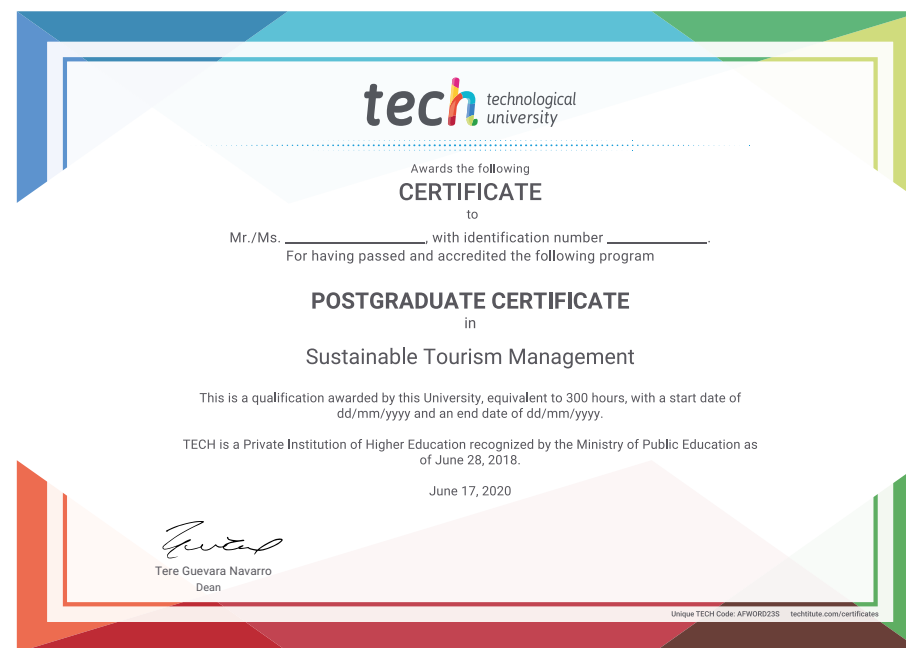 tech technological
university
Awards the following
CERTIFICATE
to
Mr./Ms. ____________________, with identification number ______________.
For having passed and accredited the following program
POSTGRADUATE CERTIFICATE
in
Sustainable Tourism Management
This is a qualification awarded by this University, equivalent to 300 hours, with a start date of
dd/mm/yyyy and an end date of dd/mm/yyyy.
TECH is a Private Institution of Higher Education recognized by the Ministry of Public Education as
of June 28, 2018.
June 17, 2020
Tere Guevara Navarro
Dean
Unique TECH Code: AFWORD23S techtitute.com/certificates